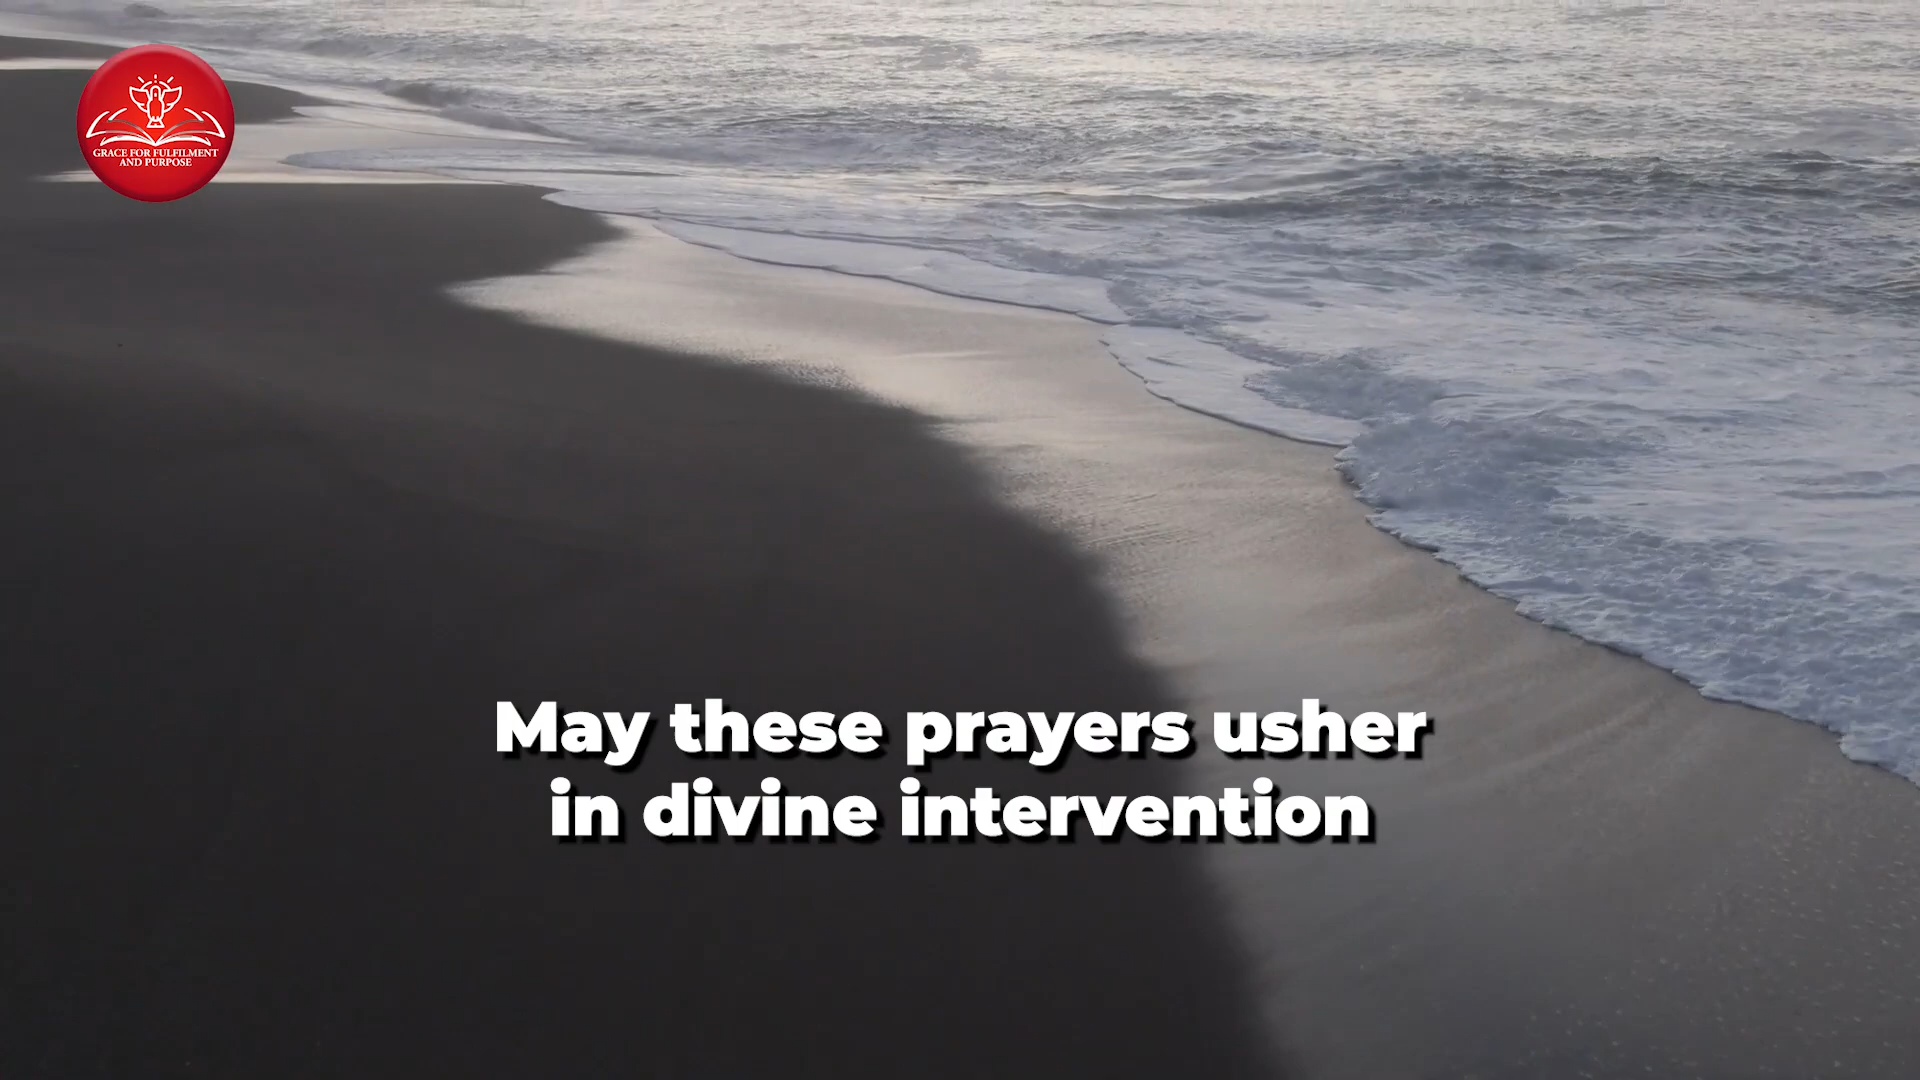 GRACE FOR FULFILMENT
AND PURPOSE
May these prayers usher
in divine intervention